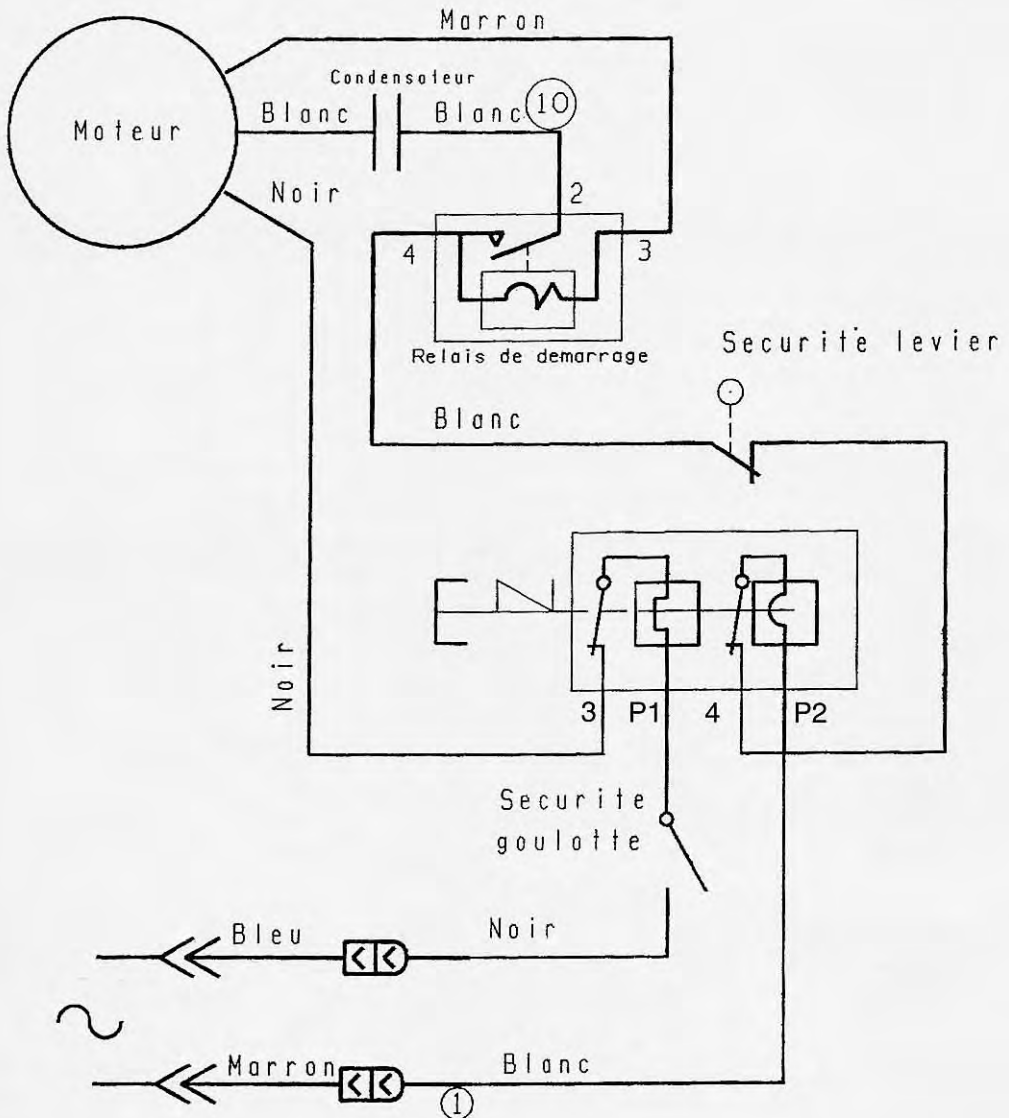 Marron
Condensateur
Blanc
Blanc
10
Moteur
Noir
2
4
3
Relais de demarrage
Securite levier
Blanc
Noir
3
P1
4
P2
Securite
goulotte
Bleu
Noir
Marron
Blanc
1